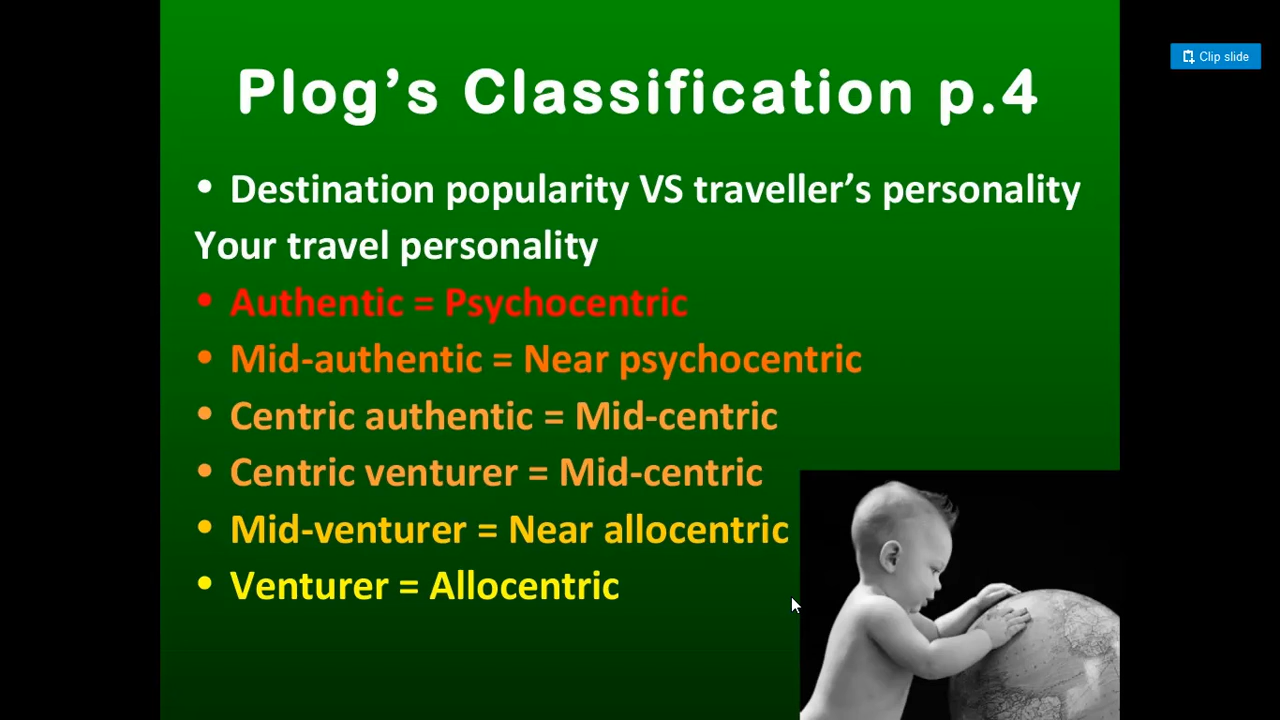 Plog’s Classification p.4
Clip slide
• Destination popularity VS traveller’s personality
Your travel personality
• Authentic = Psychocentric
• Mid-authentic = Near psychocentric
• Centric authentic = Mid-centric
• Centric venturer = Mid-centric
• Mid-venturer = Near allocentric
• Venturer = Allocentric